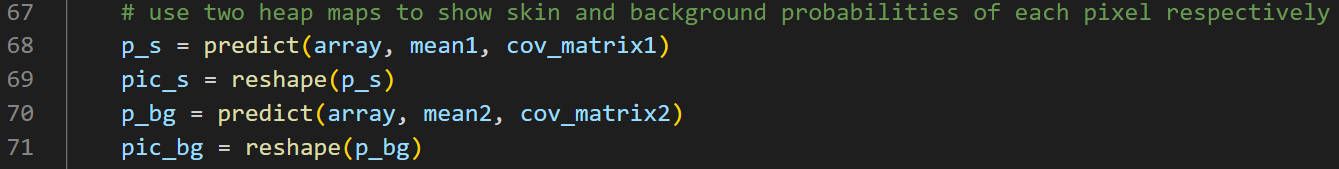 67 # use two heap maps to show skin and background probabilities of each pixel respectively
68 p_s = predict(array, mean1, cov_matrix1)
69 pic_s = reshape(p_s)
70 p_bg = predict(array, mean2, cov_matrix2)
71 pic_bg = reshape(p_bg)